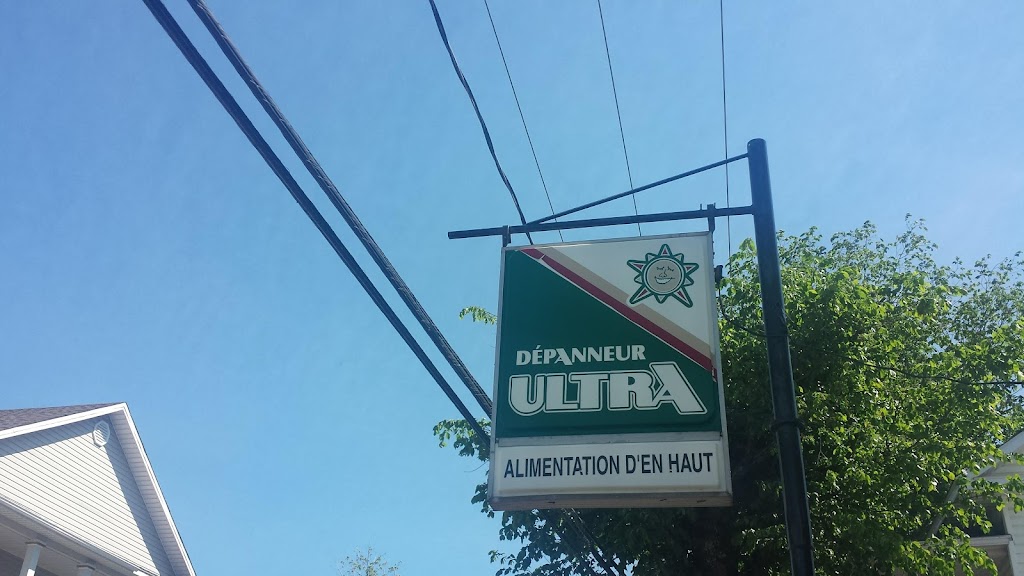 DÉPANNEUR
ULTRA
ALIMENTATION D'EN HAUT